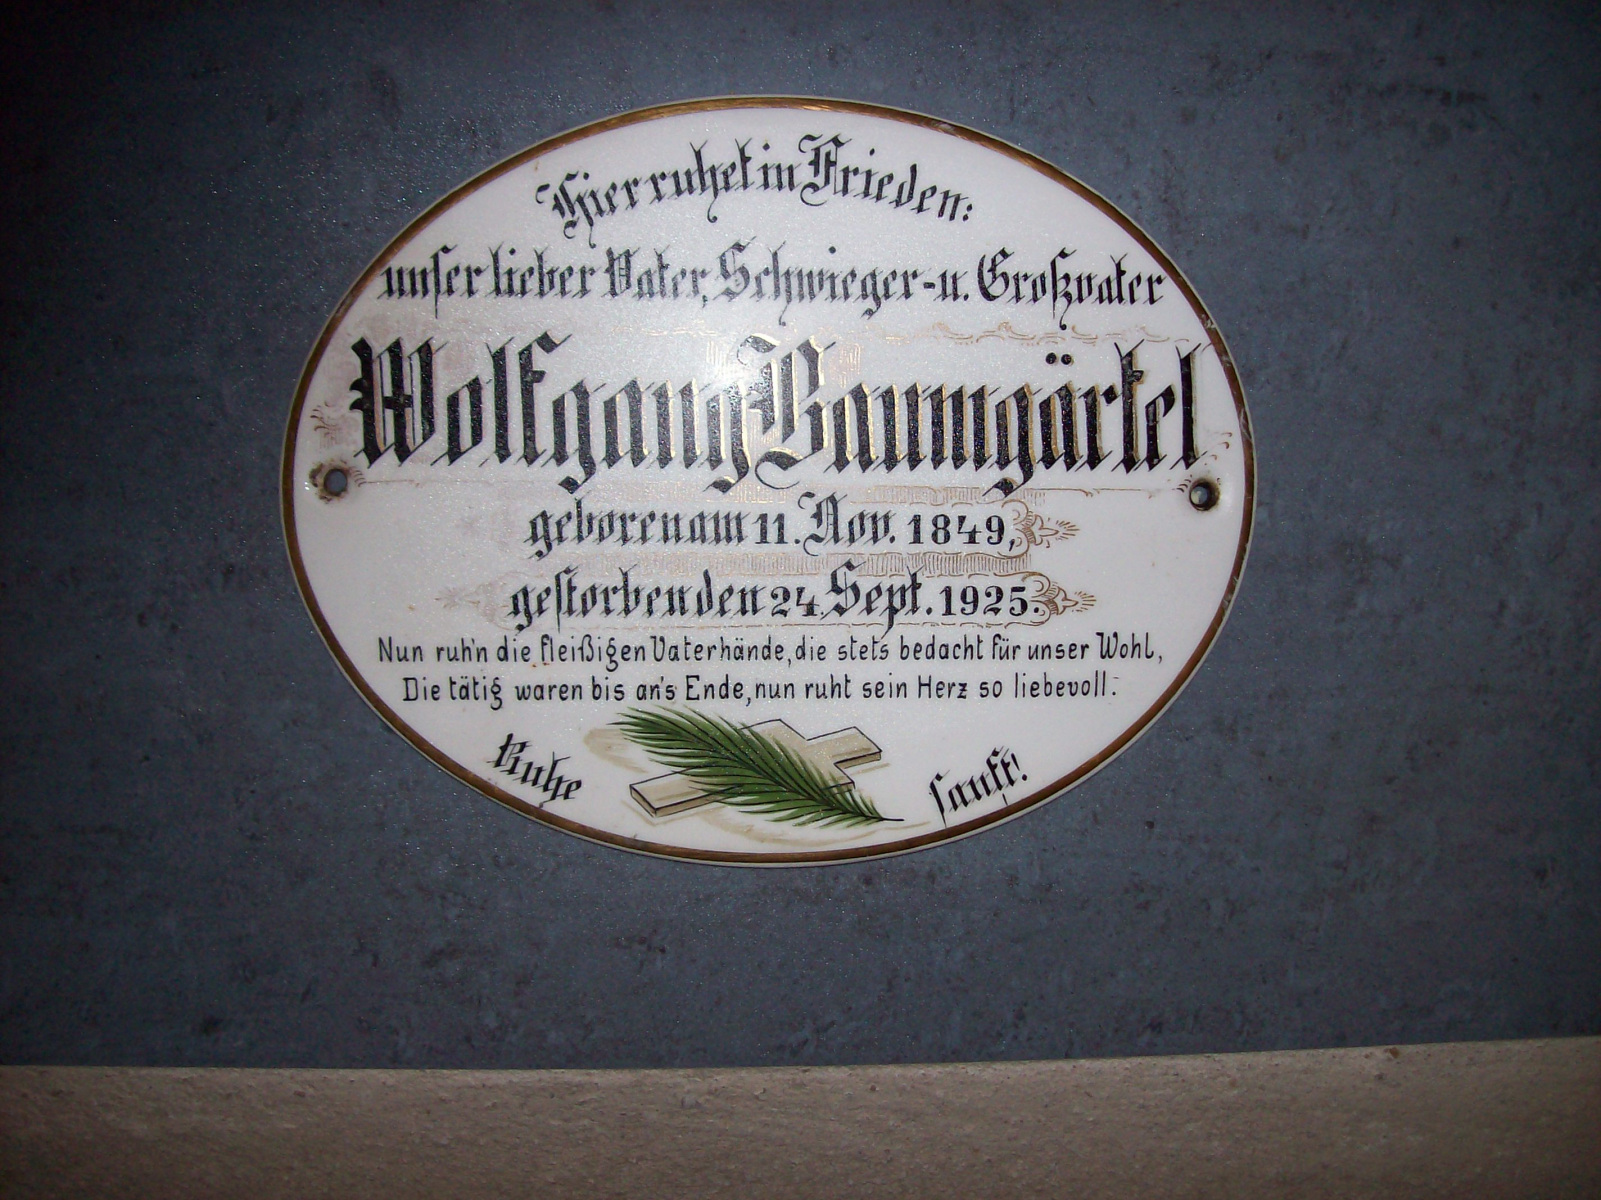 Hier ruhet in Frieden:
unser lieber Vater, Schwieger- u. Großvater
Wolfgang Baumgärtel
geboren am 11. Nov. 1849,
gestorben den 24. Sept. 1925.
Nun ruh'n die fleißigen Vaterhände, die stets bedacht für unser Wohl,
Die tätig waren bis an's Ende, nun ruht sein Herz so liebevoll.
Ruhe sanft!